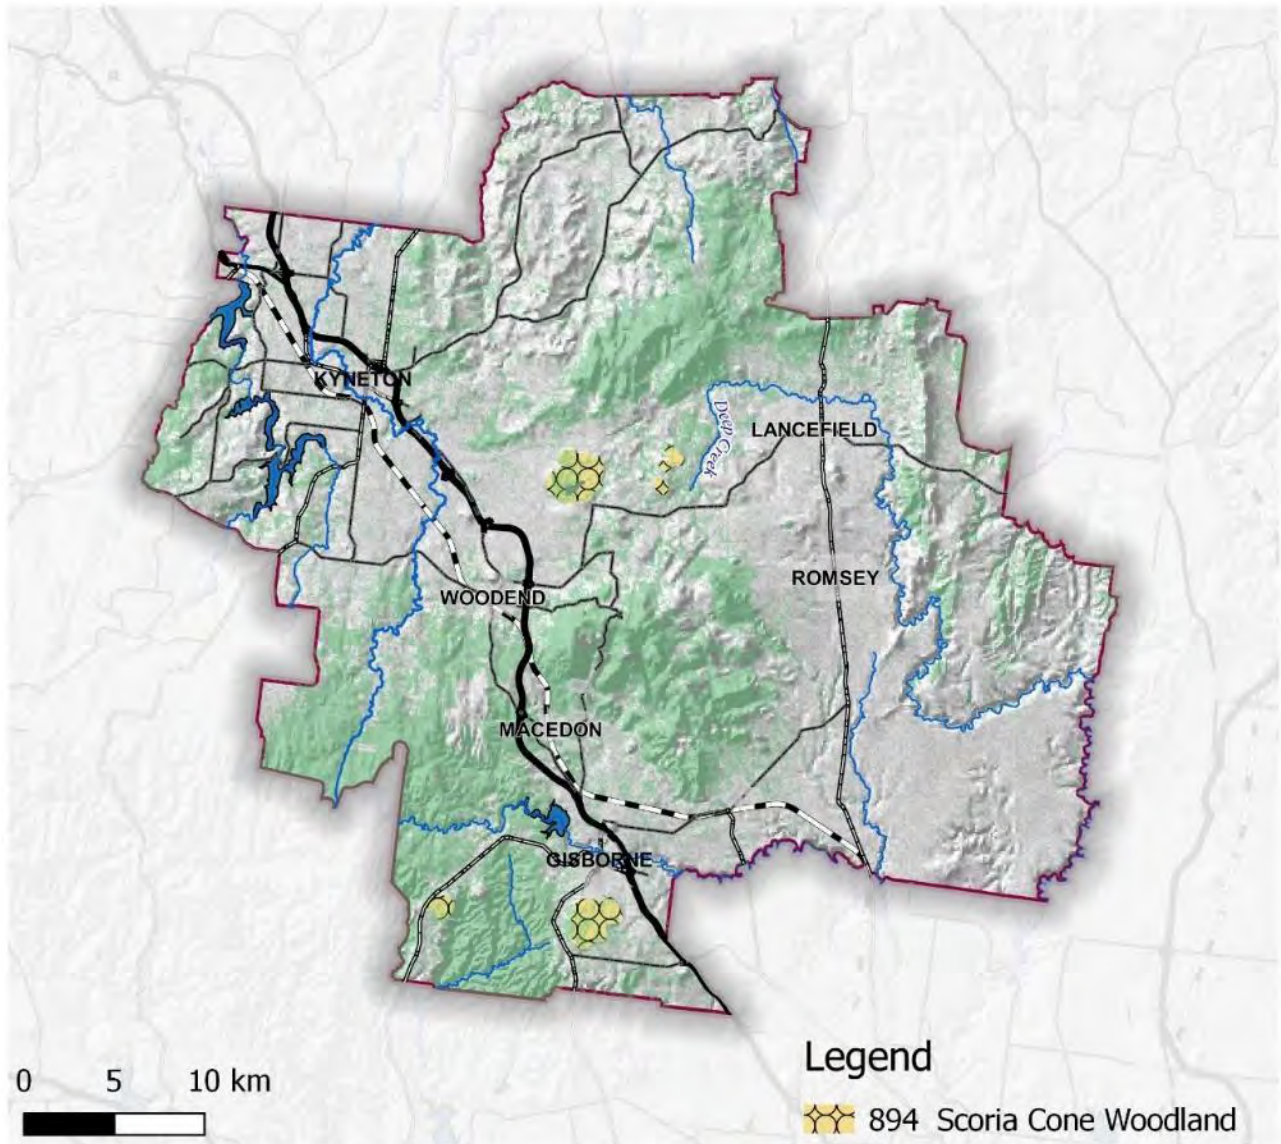 KYNETON
Deep Creek
LANCEFIELD
ROMSEY
WOODEND
MACEDON
GISBORNE
Legend
0 5 10 km
894 Scoria Cone Woodland